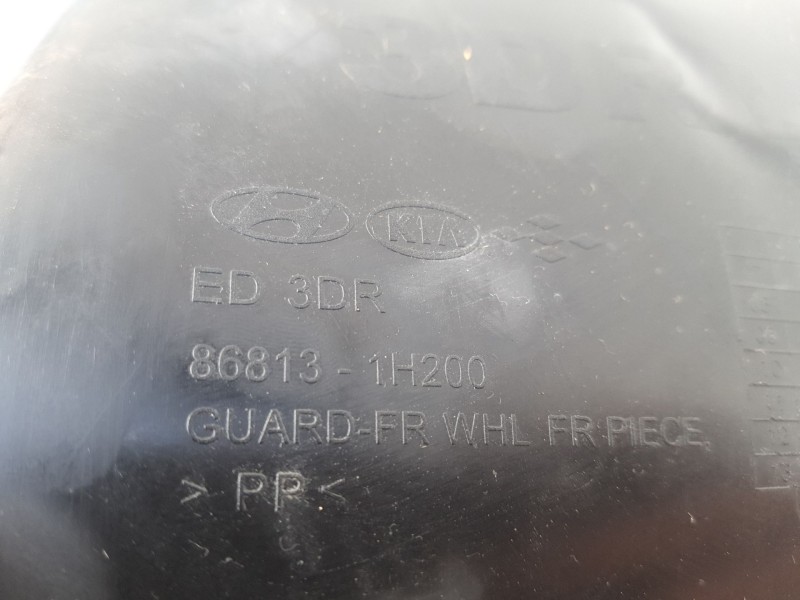 KIA
ED 3DR
86813 - 1H200
GUARD-FR WHL FR PIECE
> PP <